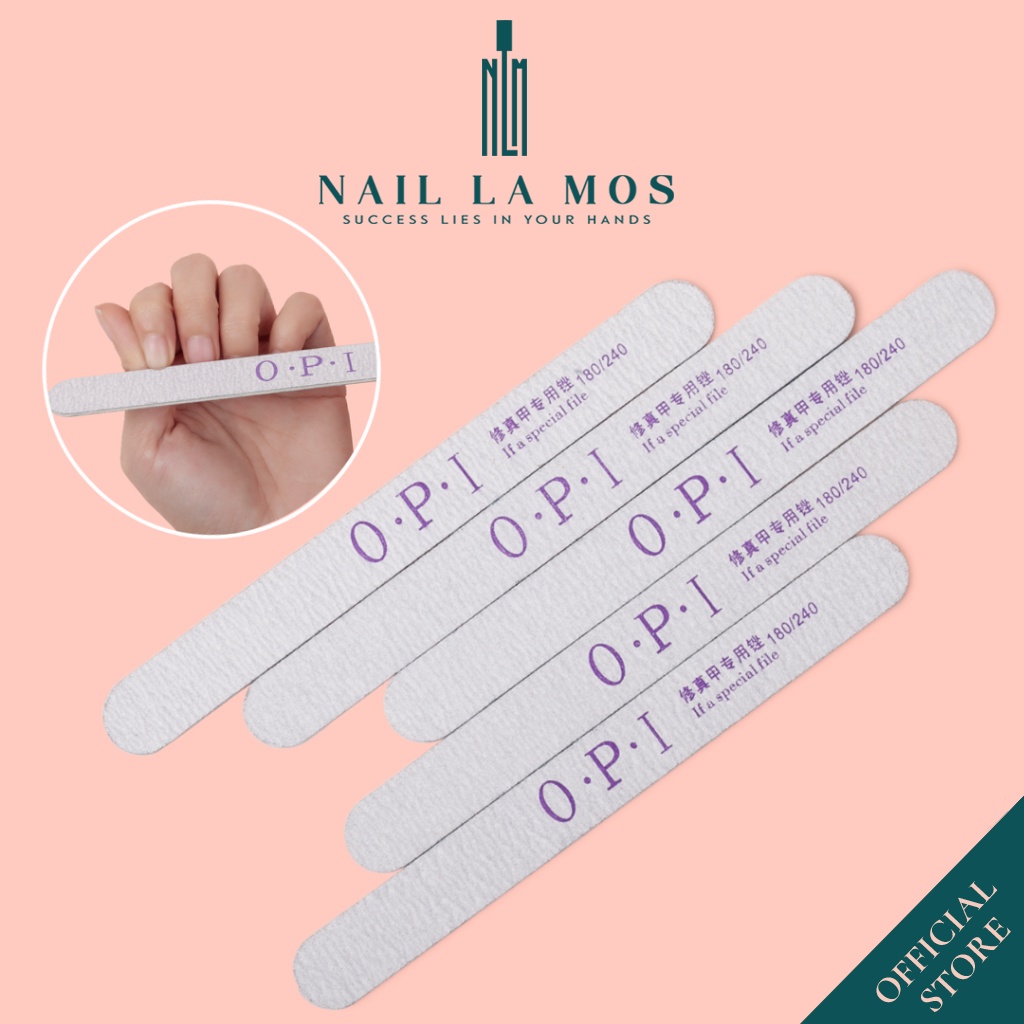 NLM
NAIL LA MOS
SUCCESS LIES IN YOUR HANDS
O·P·I
O·P·I
修真甲专用锉 180/240
If a special file
O·P·I
修真甲专用锉 180/240
If a special file
O·P·I
修真甲专用锉 180/240
If a special file
O·P·I
修真甲专用锉 180/240
If a special file
O·P·I
修真甲专用锉 180/240
If a special file
OFFICIAL
STORE